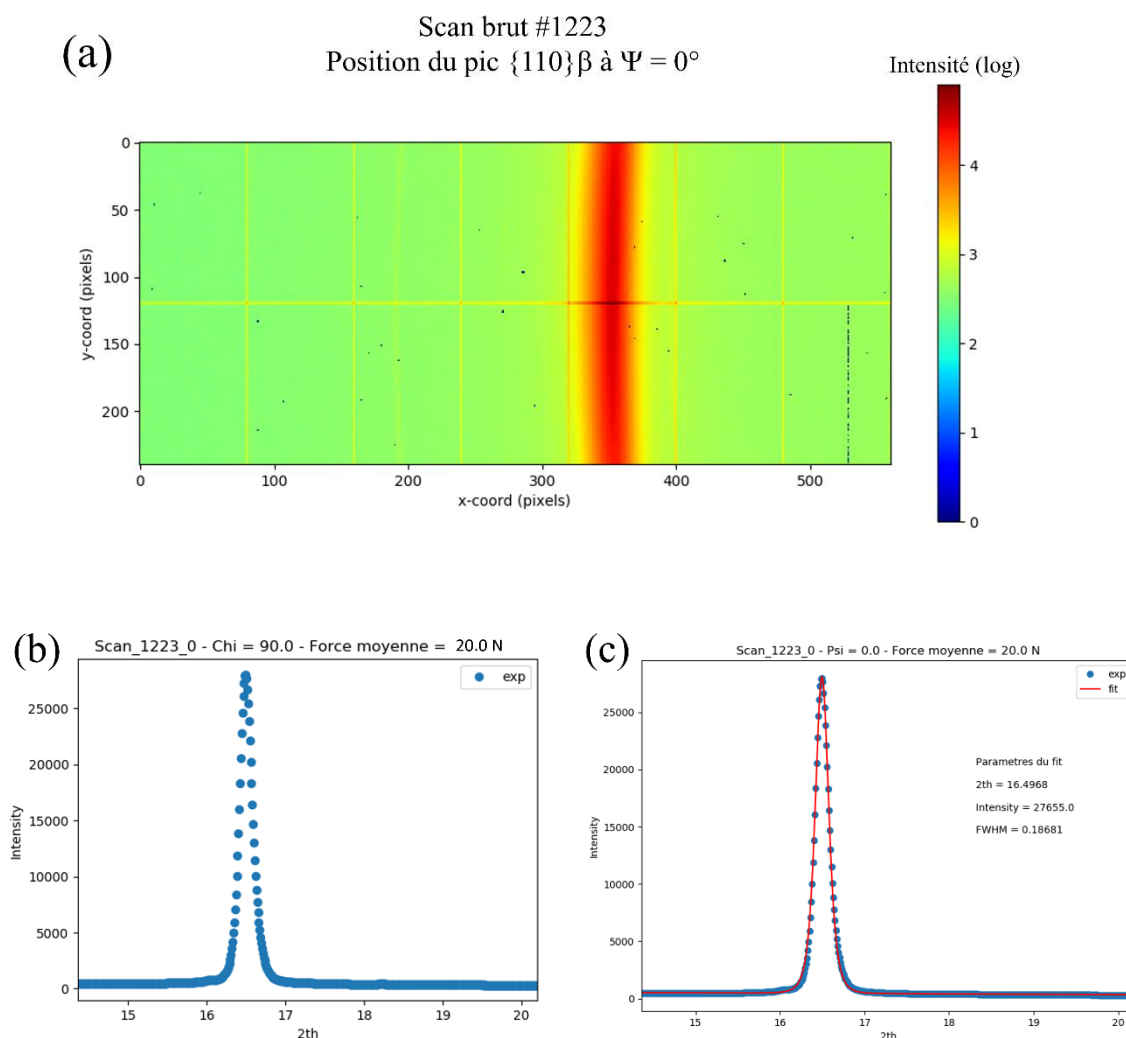 (a)
Scan brut #1223
Position du pic {110}β à Ψ = 0°
Intensité (log)
0
50
100
150
200
y-coord (pixels)
0
100
200
300
400
500
x-coord (pixels)
4
3
2
1
0
(b)
Scan_1223_0 - Chi = 90.0 - Force moyenne = 20.0 N
exp
25000
20000
15000
10000
5000
0
Intensity
15
16
17
18
19
20
2th
(c)
Scan_1223_0 - Psi = 0.0 - Force moyenne = 20.0 N
exp
fit
Parametres du fit
2th = 16.4968
Intensity = 27655.0
FWHM = 0.18681
25000
20000
15000
10000
5000
0
Intensity
15
16
17
18
19
20
2th